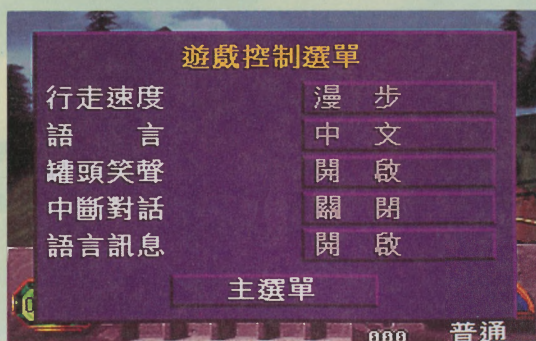 遊戲控制選單
行走速度 漫 步
語 言 中 文
罐頭笑聲 開 啟
中斷對話 關 閉
語言訊息 開 啟
主選單
000 普通